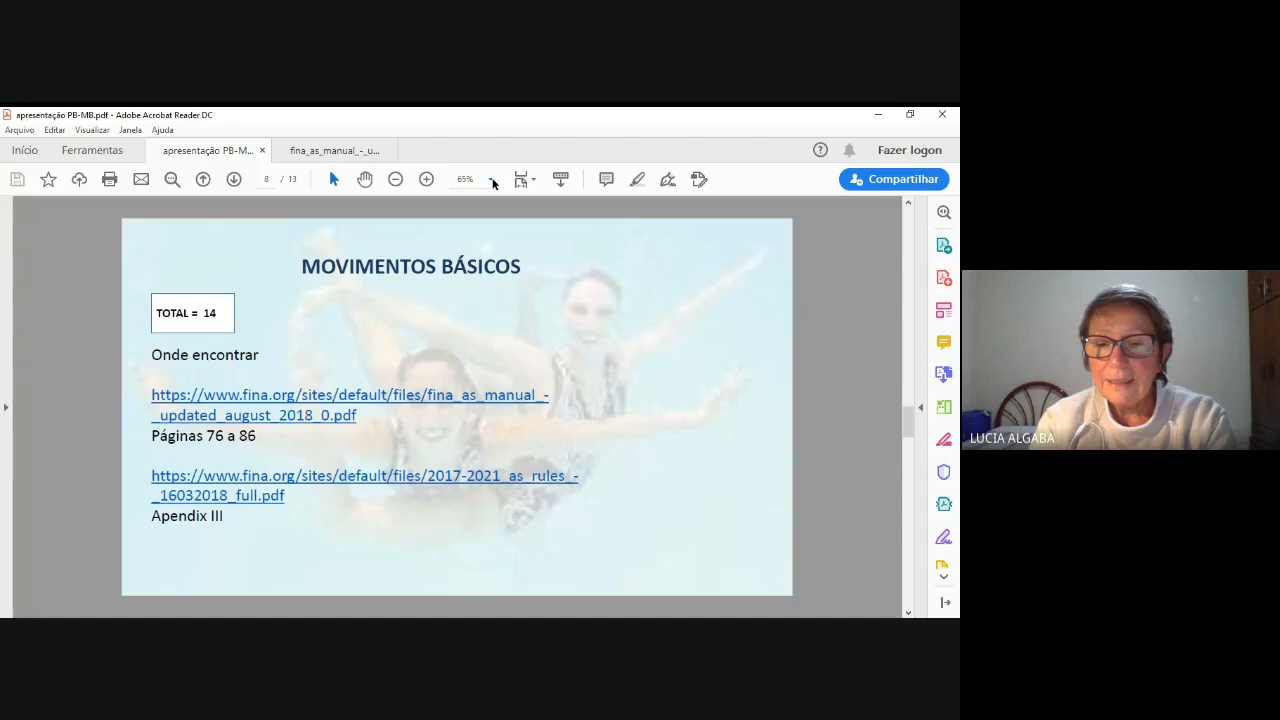 apresentação PB-MB.pdf - Adobe Acrobat Reader DC
Arquivo Editar Visualizar Janela Ajuda
Início Ferramentas apresentação PB-M... × fina_as_manual_-_u... Fazer logon
8 / 13 65% Compartilhar
MOVIMENTOS BÁSICOS
TOTAL = 14
Onde encontrar
https://www.fina.org/sites/default/files/fina_as_manual_-
_updated_august_2018_0.pdf
Páginas 76 a 86
https://www.fina.org/sites/default/files/2017-2021_as_rules_-
_16032018_full.pdf
Apendix III
LUCIA ALGABA